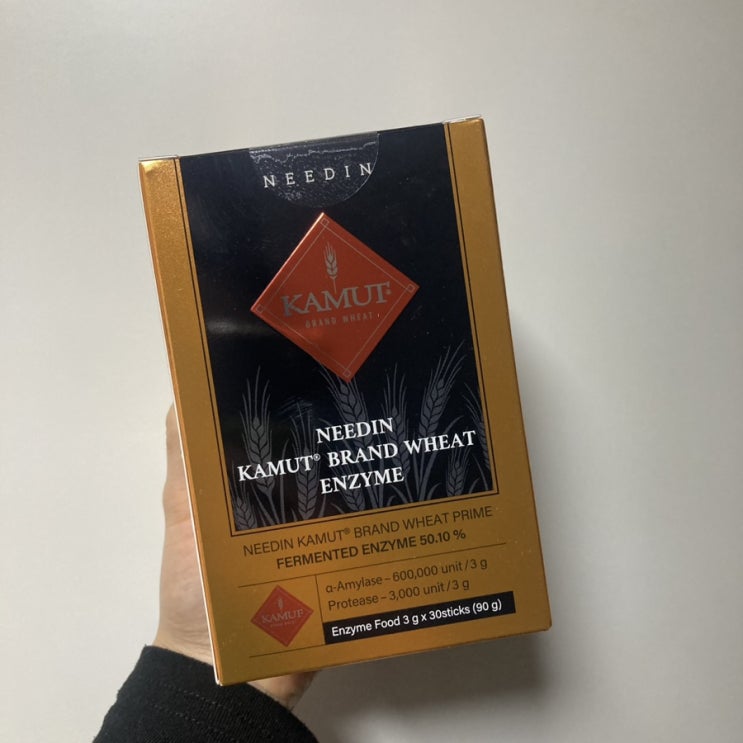 NEEDIN
KAMUT®
BRAND WHEAT
NEEDIN
KAMUT® BRAND WHEAT
ENZYME
NEEDIN KAMUT® BRAND WHEAT PRIME
FERMENTED ENZYME 50.10 %
α-Amylase – 600,000 unit / 3 g
Protease – 3,000 unit / 3 g
KAMUT
Enzyme Food 3 g x 30sticks (90 g)